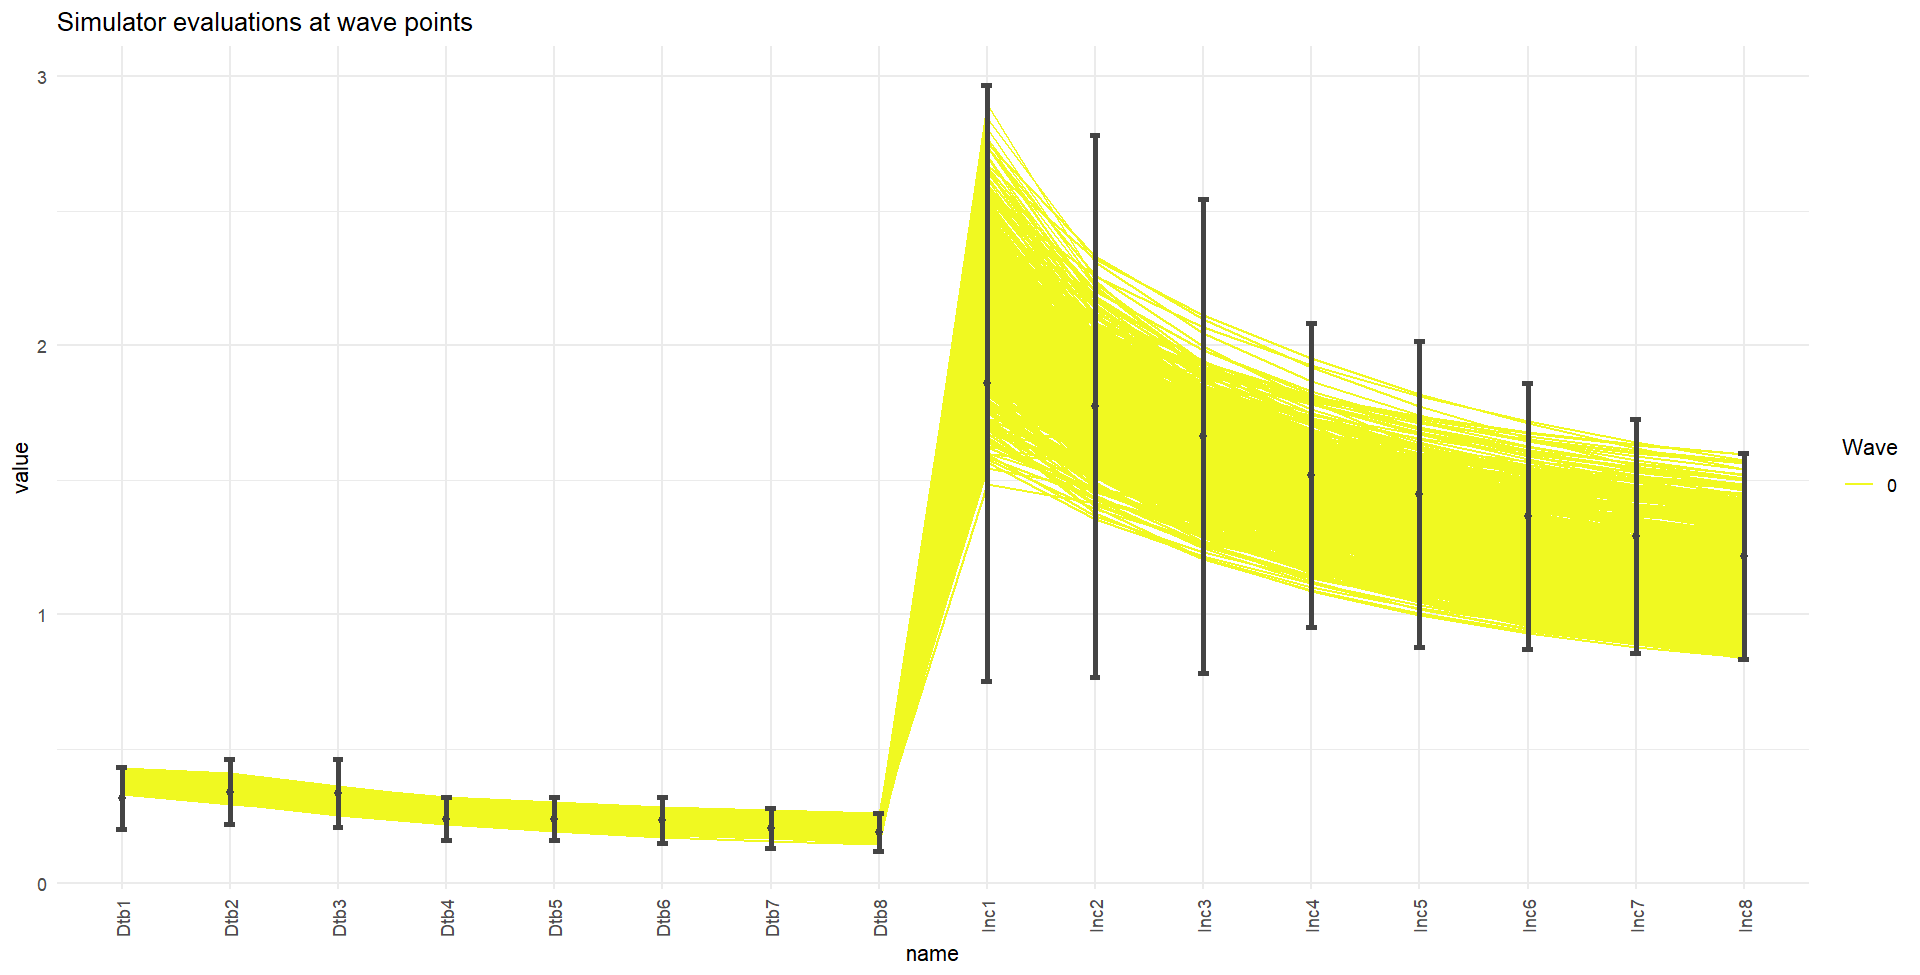 Simulator evaluations at wave points
3
2
1
0
value
Dtb1
Dtb2
Dtb3
Dtb4
Dtb5
Dtb6
Dtb7
Dtb8
Inc1
Inc2
Inc3
Inc4
Inc5
Inc6
Inc7
Inc8
name
Wave
0